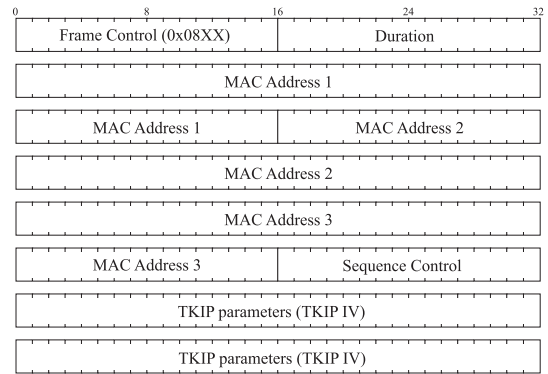 0 8 16 24 32
Frame Control (0x08XX) Duration
MAC Address 1
MAC Address 1 MAC Address 2
MAC Address 2
MAC Address 3
MAC Address 3 Sequence Control
TKIP parameters (TKIP IV)
TKIP parameters (TKIP IV)